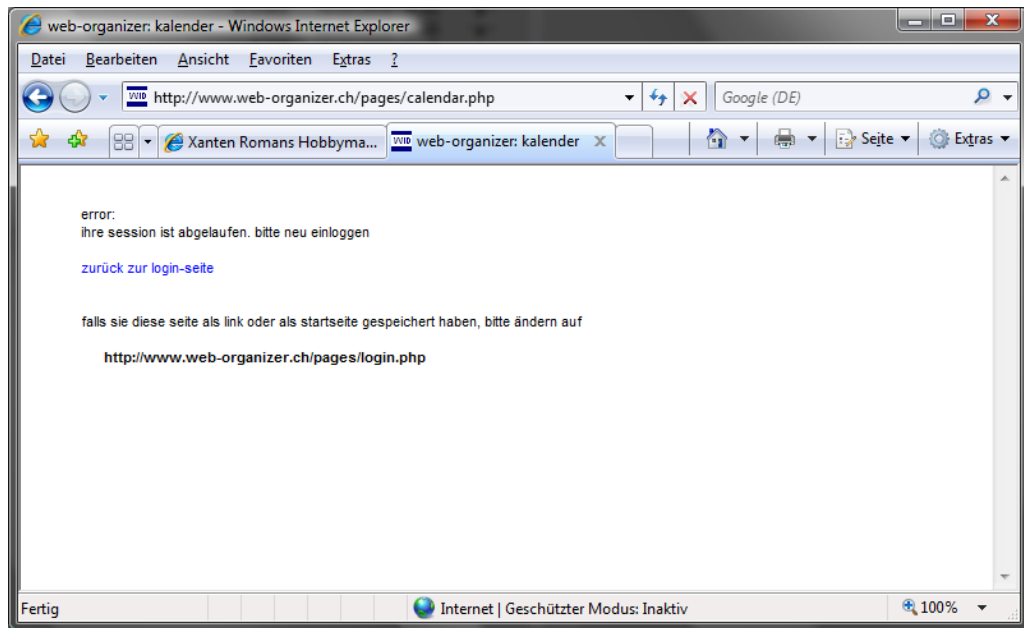 web-organizer: kalender - Windows Internet Explorer
Datei Bearbeiten Ansicht Favoriten Extras ?
WID http://www.web-organizer.ch/pages/calendar.php Google (DE)
Xanten Romans Hobbyma... WID web-organizer: kalender Seite Extras
error:
ihre session ist abgelaufen. bitte neu einloggen
zurück zur login-seite
falls sie diese seite als link oder als startseite gespeichert haben, bitte ändern auf
http://www.web-organizer.ch/pages/login.php
Fertig Internet | Geschützter Modus: Inaktiv 100%